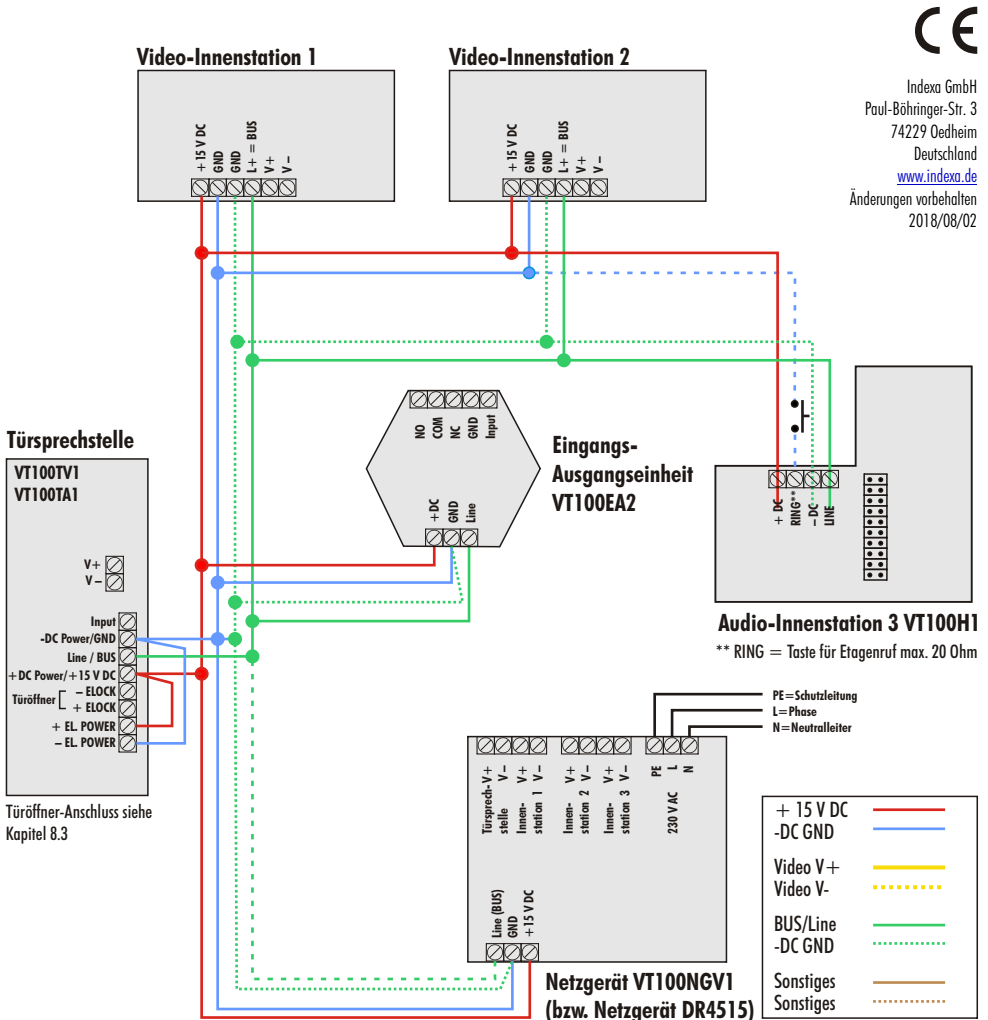 CE
Indexa GmbH
Paul-Böhringer-Str. 3
74229 Oedheim
Deutschland
www.indexa.de
Änderungen vorbehalten
2018/08/02
Video-Innenstation 1
+15 V DC
GND
GND
L+ = BUS
V+
V−
Video-Innenstation 2
+15 V DC
GND
GND
L+ = BUS
V+
V−
Türsprechstelle
VT100TV1
VT100TA1
V+
V−
Input
-DC Power/GND
Line / BUS
+DC Power/+15 V DC
Türöffner
− ELOCK
+ ELOCK
+ EL. POWER
− EL. POWER
Türöffner-Anschluss siehe
Kapitel 8.3
NO
COM
NC
GND
Input
+DC
GND
Line
Eingangs-
Ausgangseinheit
VT100EA2
+ DC
RING**
− DC
LINE
Audio-Innenstation 3 VT100H1
** RING = Taste für Etagenruf max. 20 Ohm
PE=Schutzleitung
L=Phase
N=Neutralleiter
Türsprech- V+
stelle V−
Innen- V+
station 1 V−
Innen- V+
station 2 V−
Innen- V+
station 3 V−
PE
L
N
230 V AC
Line (BUS)
GND
+15 V DC
Netzgerät VT100NGV1
(bzw. Netzgerät DR4515)
+ 15 V DC
-DC GND
Video V+
Video V-
BUS/Line
-DC GND
Sonstiges
Sonstiges